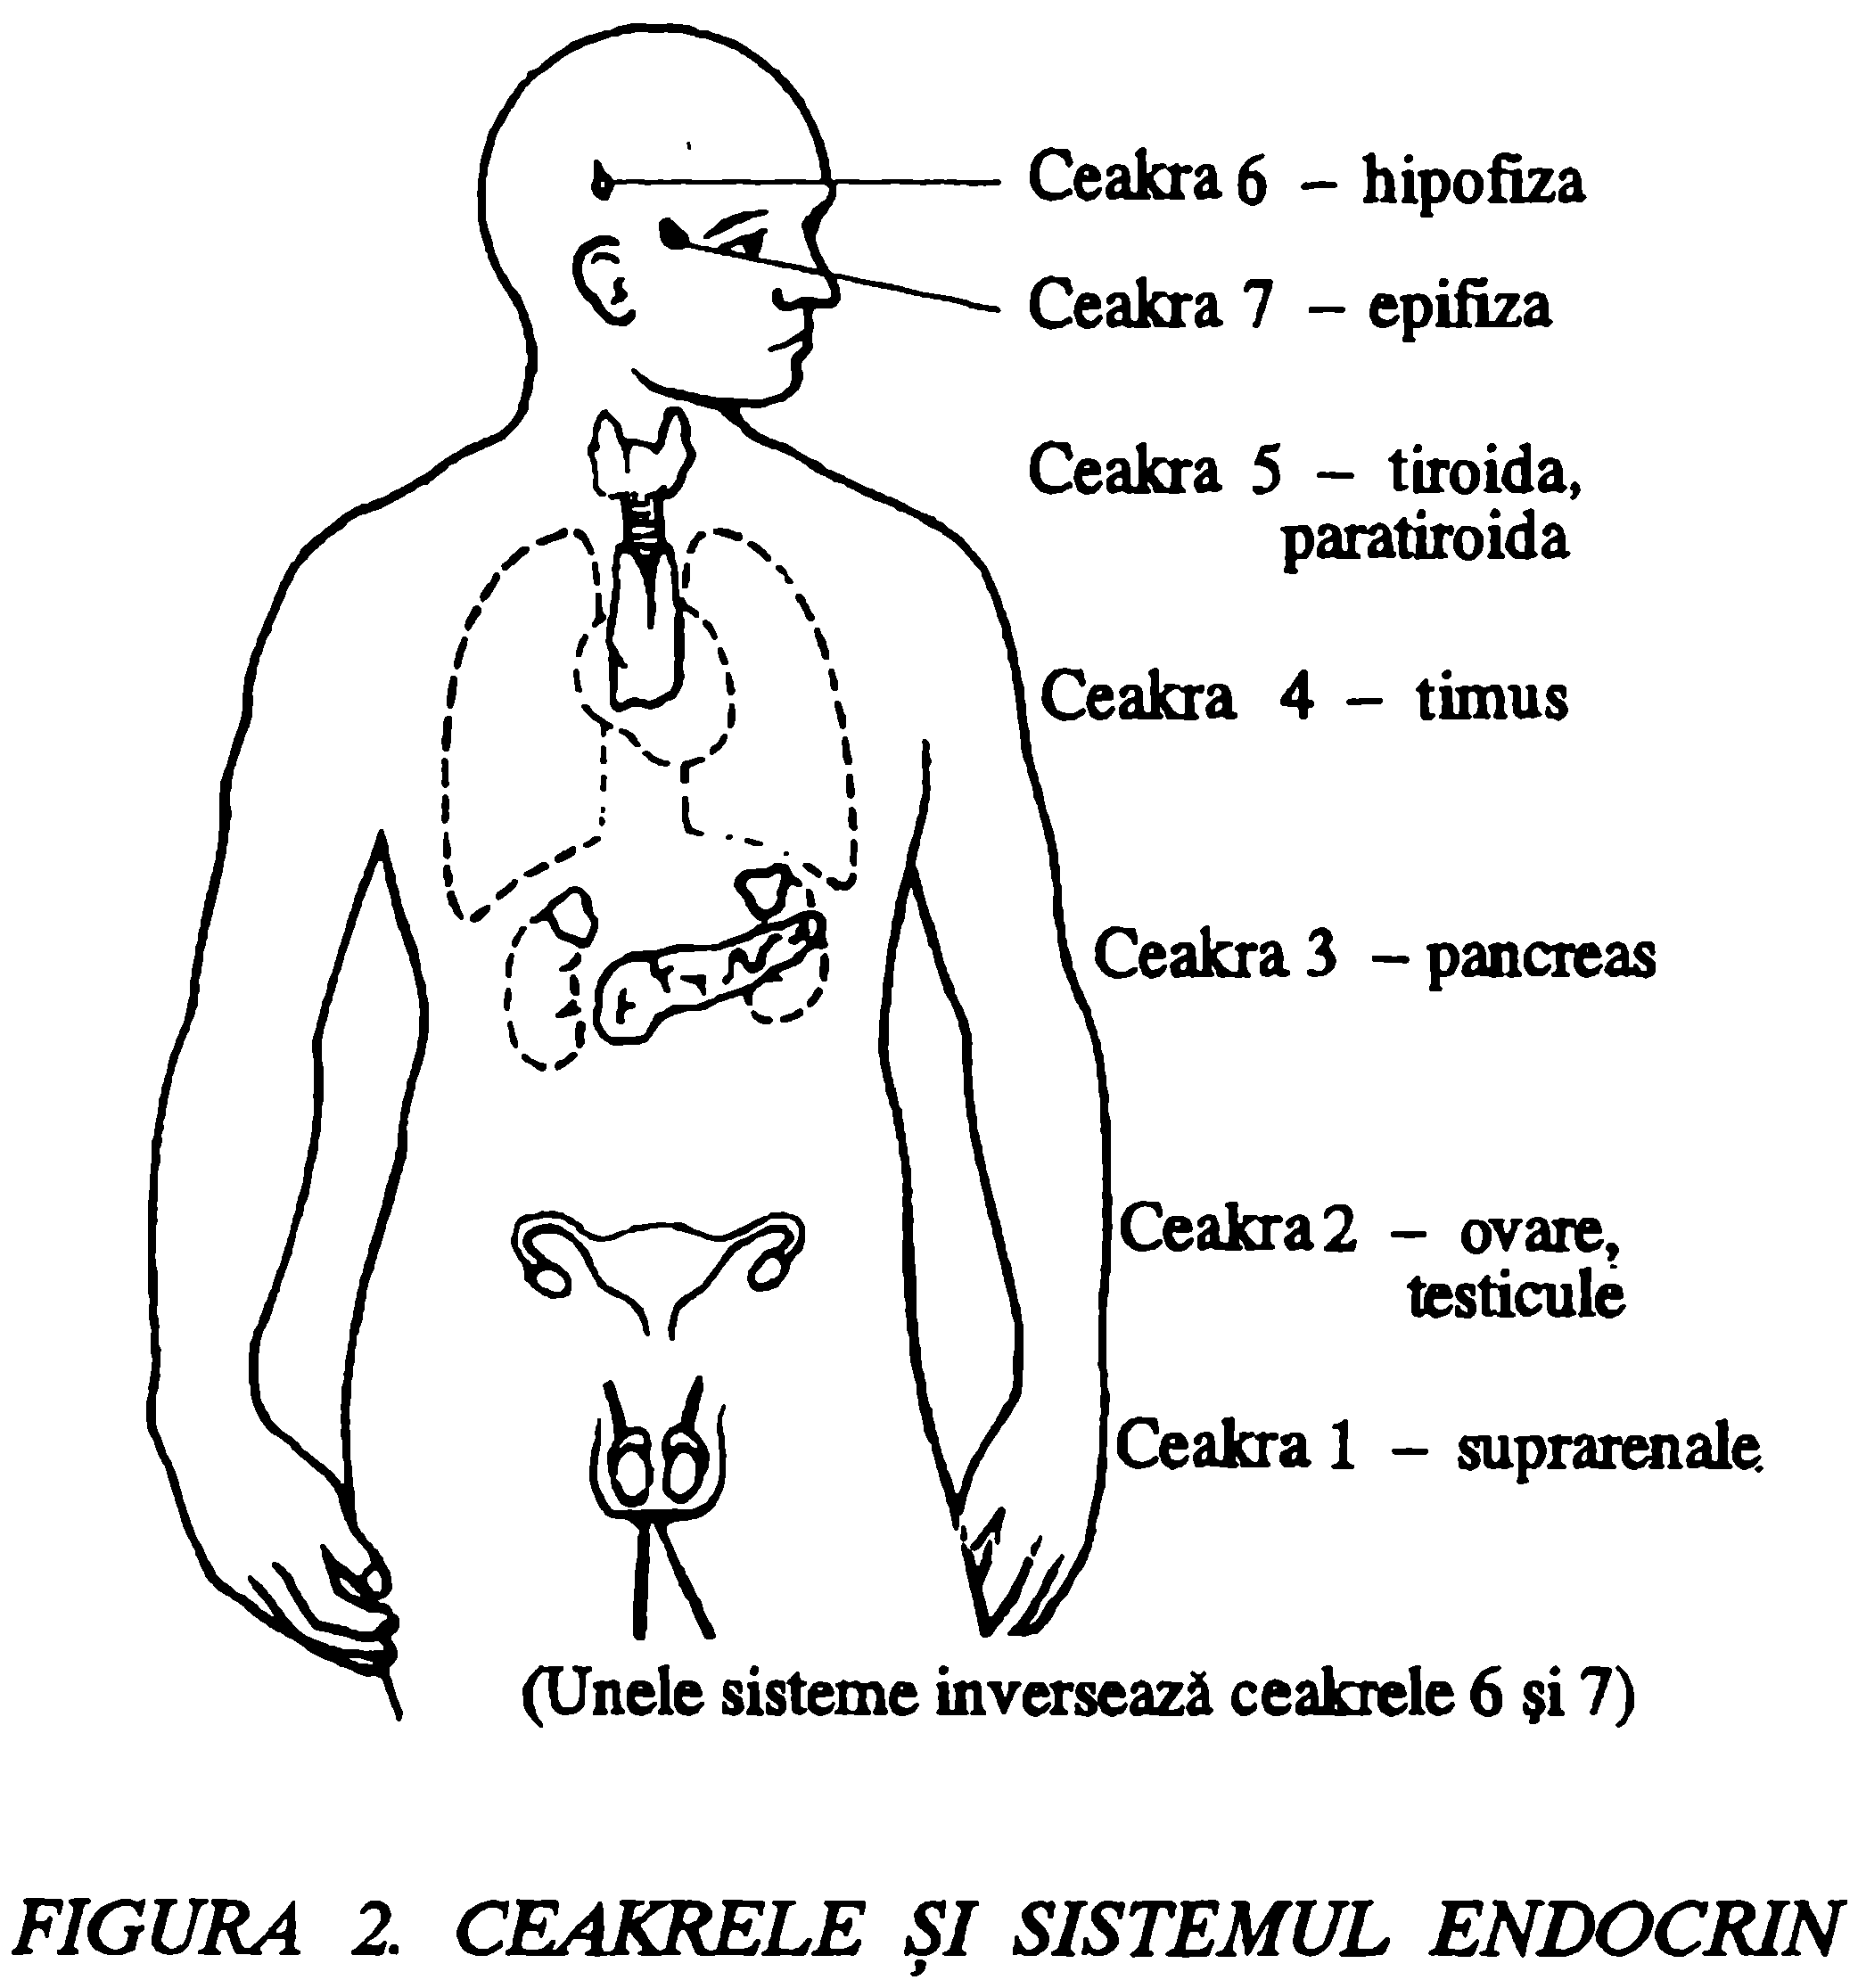 Ceakra 6 – hipofiza
Ceakra 7 – epifiza
Ceakra 5 – tiroida,
paratiroida
Ceakra 4 – timus
Ceakra 3 – pancreas
Ceakra 2 – ovare,
testicule
Ceakra 1 – suprarenale
(Unele sisteme inversează ceakrele 6 și 7)
FIGURA 2. CEAKRELE ȘI SISTEMUL ENDOCRIN